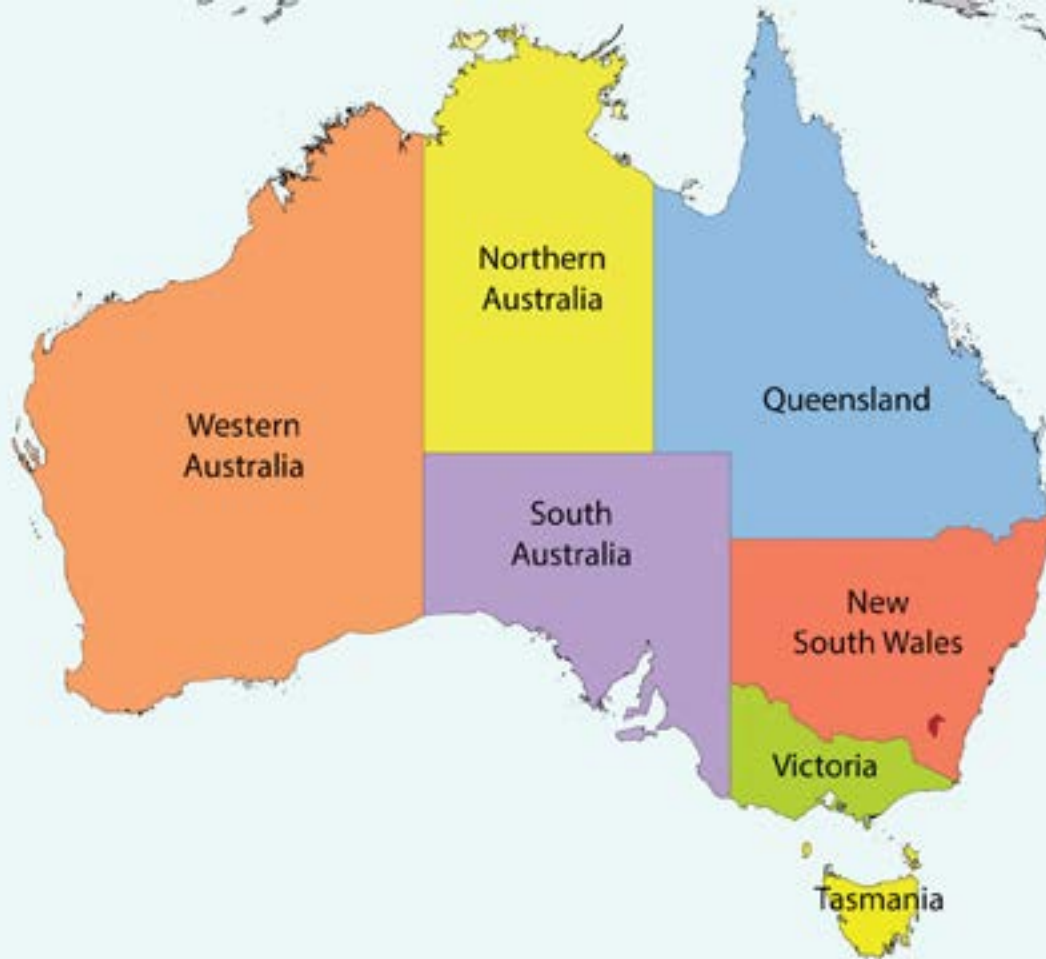 Northern
Australia
Queensland
Western
Australia
South
Australia
New
South Wales
Victoria
Tasmania